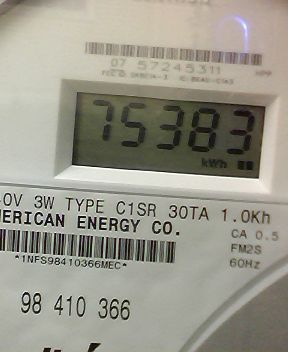 07 57245311
75383
kWh
0V 3W TYPE C1SR 30TA 1.0Kh
MERICAN ENERGY CO.
CA 0.5
FM2S
60Hz
*1NFS98410366MEC*
98 410 366